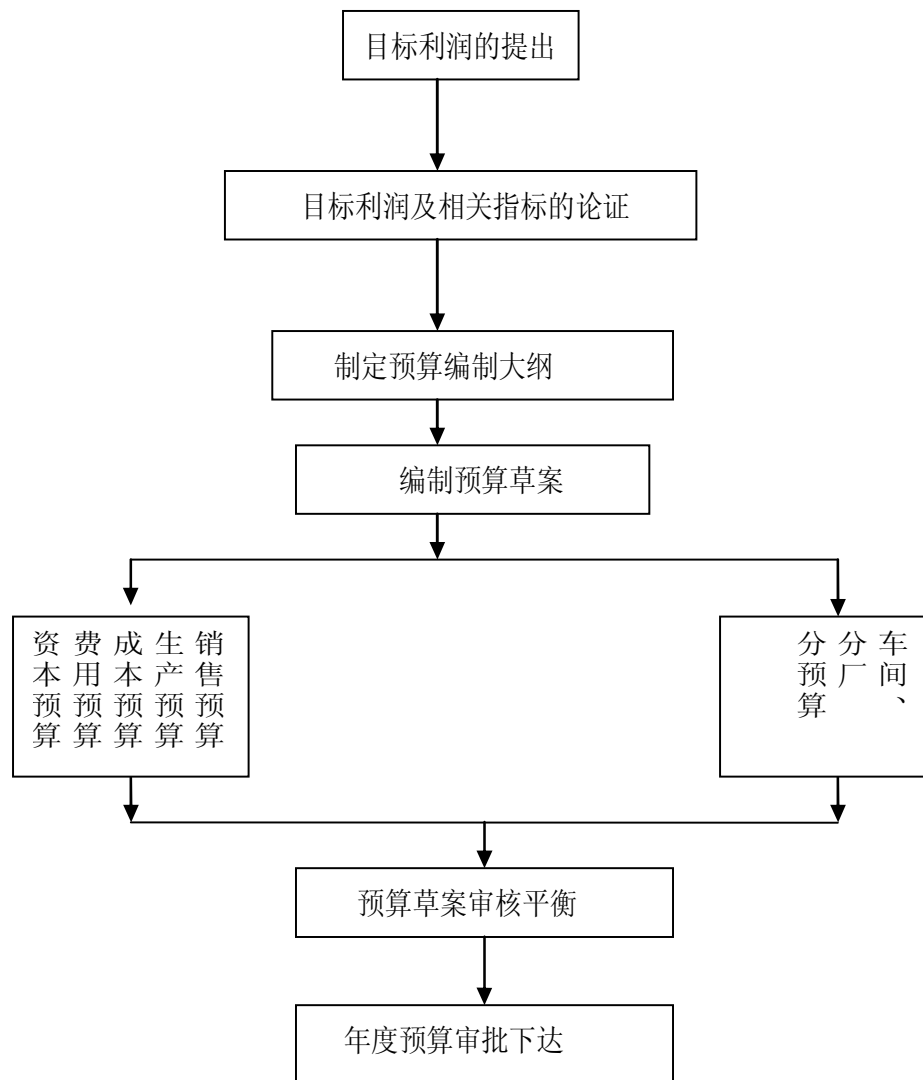 目标利润的提出
目标利润及相关指标的论证
制定预算编制大纲
编制预算草案
销售预算
生产预算
成本预算
费用预算
资本预算
车间、
分厂
分预算
预算草案审核平衡
年度预算审批下达